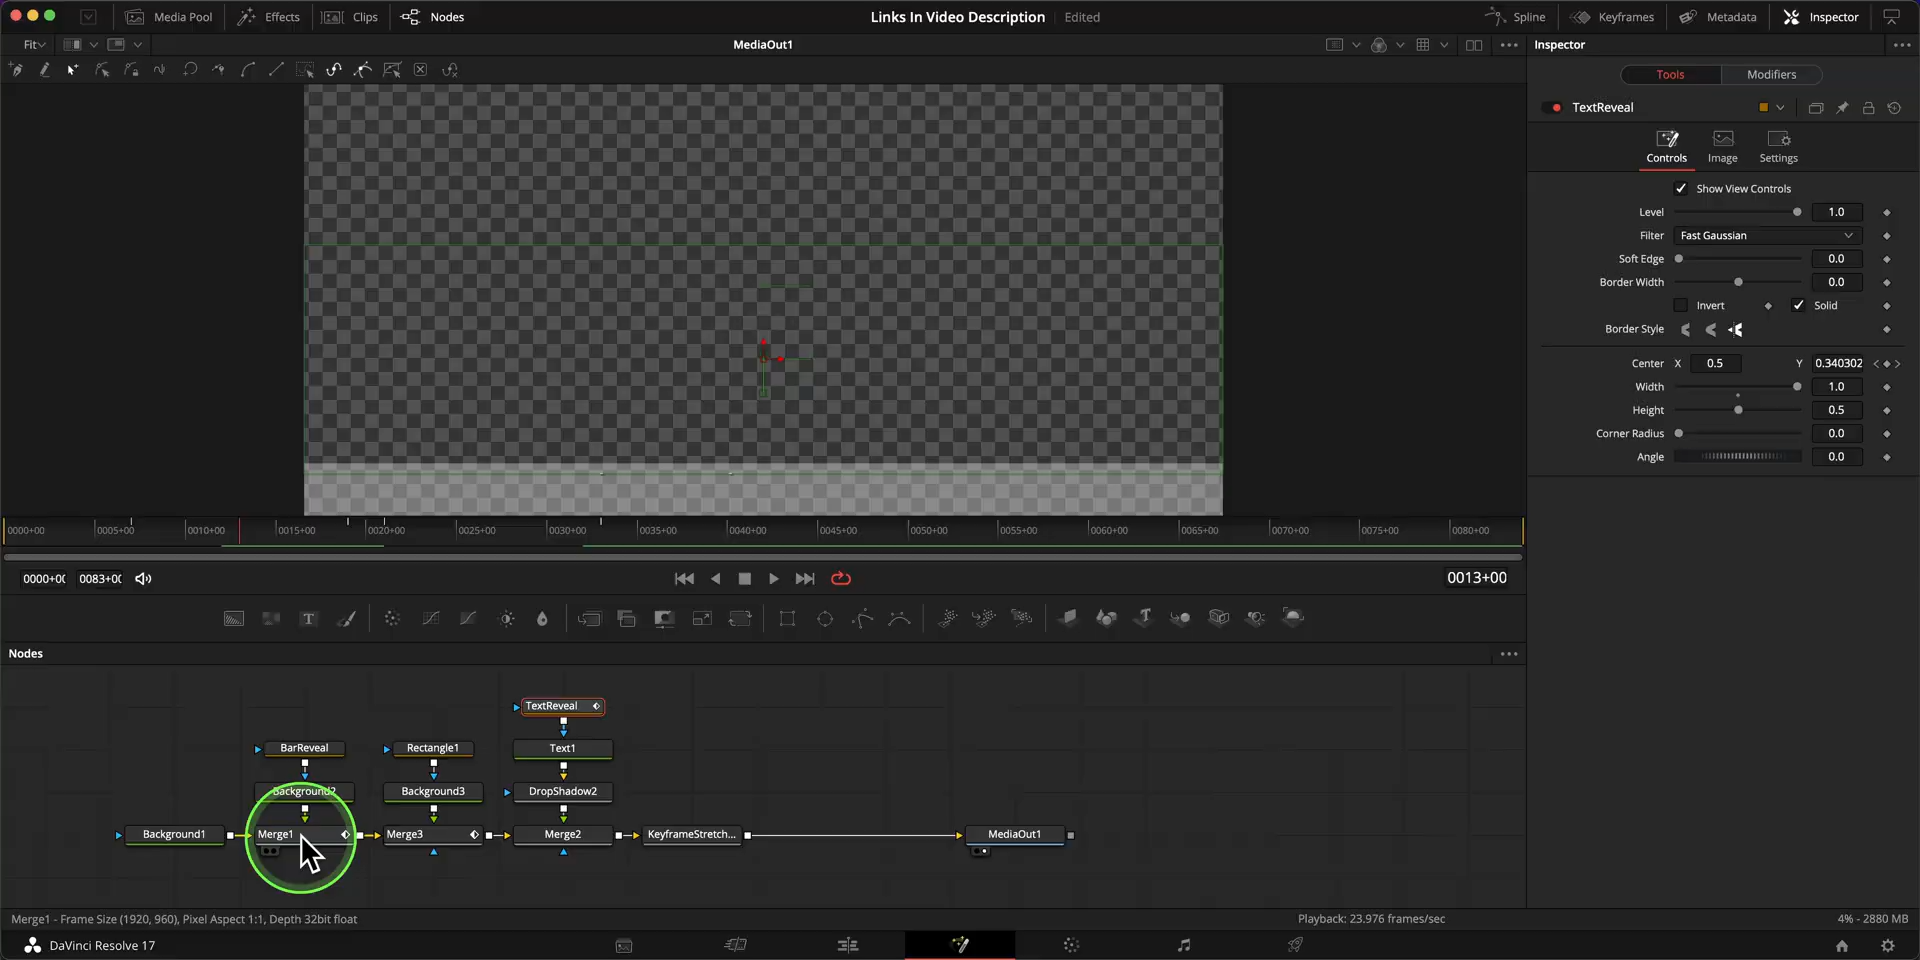 Media Pool Effects Clips Nodes Links In Video Description Edited Spline Keyframes Metadata Inspector
Fit MediaOut1 Inspector
Tools Modifiers
TextReveal
Controls Image Settings
Show View Controls
Level 1.0
Filter Fast Gaussian
Soft Edge 0.0
Border Width 0.0
Invert Solid
Border Style
Center X 0.5 Y 0.340302
Width 1.0
Height 0.5
Corner Radius 0.0
Angle 0.0
0000+00 0005+00 0010+00 0015+00 0020+00 0025+00 0030+00 0035+00 0040+00 0045+00 0050+00 0055+00 0060+00 0065+00 0070+00 0075+00 0080+00
0000+0( 0083+0( 0013+00
Nodes
TextReveal
BarReveal Rectangle1 Text1
Background2 Background3 DropShadow2
Background1 Merge1 Merge3 Merge2 KeyframeStretch... MediaOut1
Merge1 - Frame Size (1920, 960), Pixel Aspect 1:1, Depth 32bit float Playback: 23.976 frames/sec 4% - 2880 MB
DaVinci Resolve 17